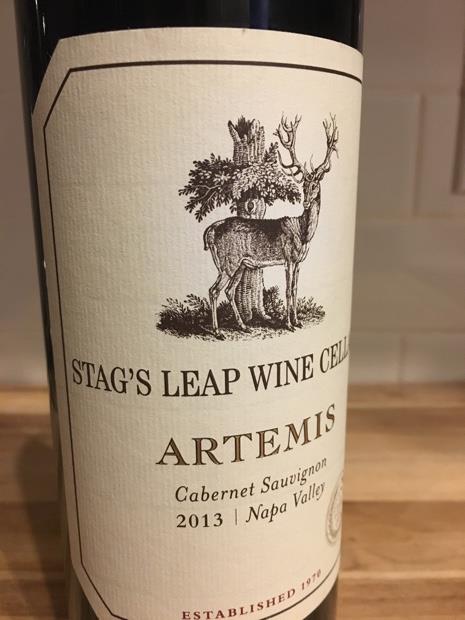 STAG'S LEAP WINE CELL
ARTEMIS
Cabernet Sauvignon
2013 | Napa Valley
ESTABLISHED 1970